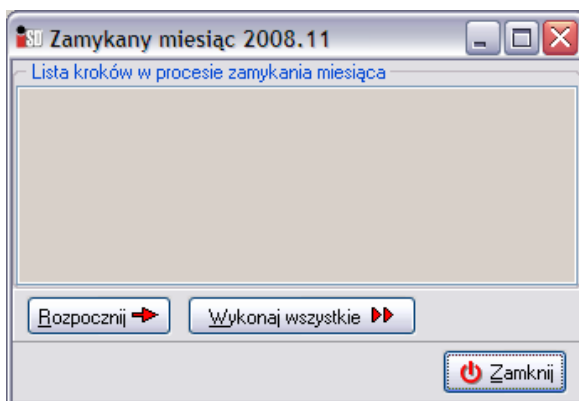 Zamykany miesiąc 2008.11
Lista kroków w procesie zamykania miesiąca
Rozpocznij
Wykonaj wszystkie
Zamknij